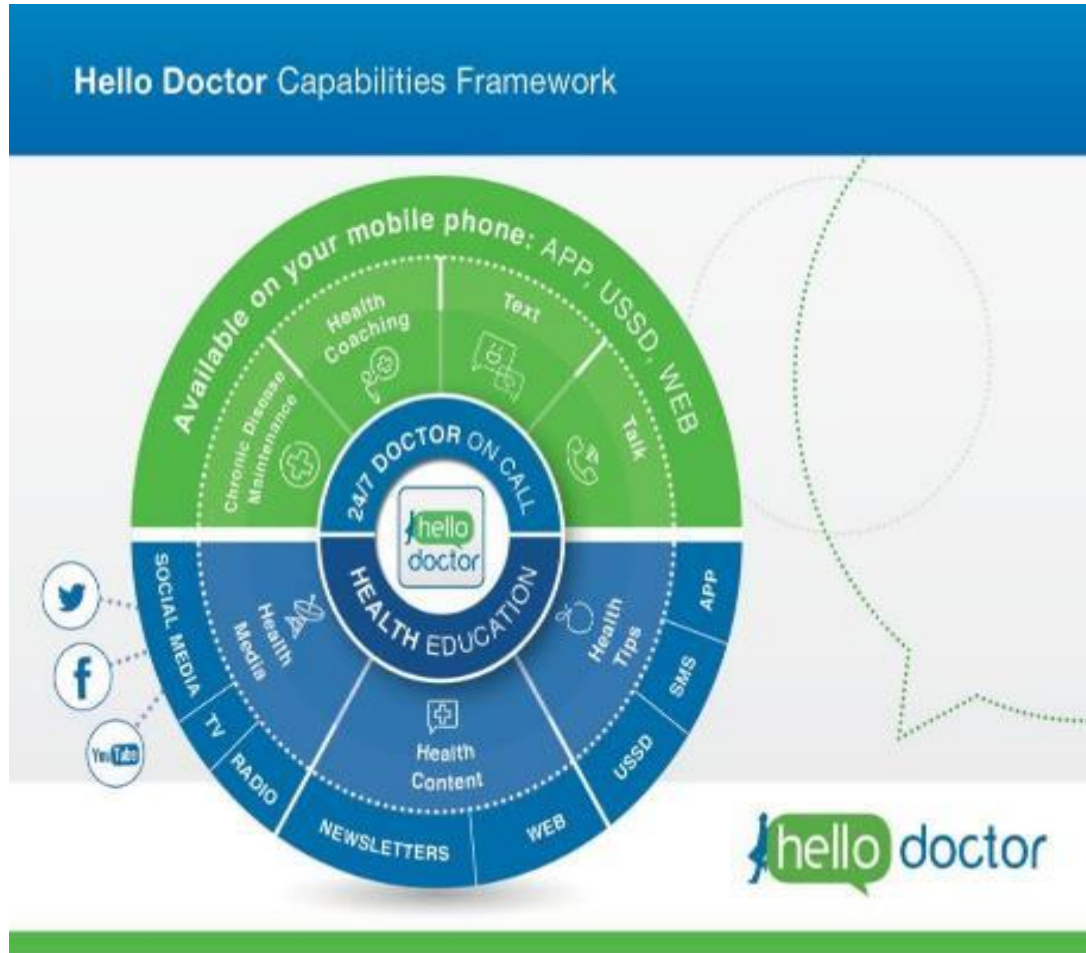 Hello Doctor Capabilities Framework
Available on your mobile phone: APP, USSD, WEB
Chronic Disease
Maintenance
Health
Coaching
Text
Talk
24/7 DOCTOR ON CALL
hello
doctor
HEALTH EDUCATION
Health
Media
Health
Content
Health
Tips
SOCIAL MEDIA
TV
RADIO
NEWSLETTERS
WEB
USSD
SMS
APP
YouTube
hello doctor